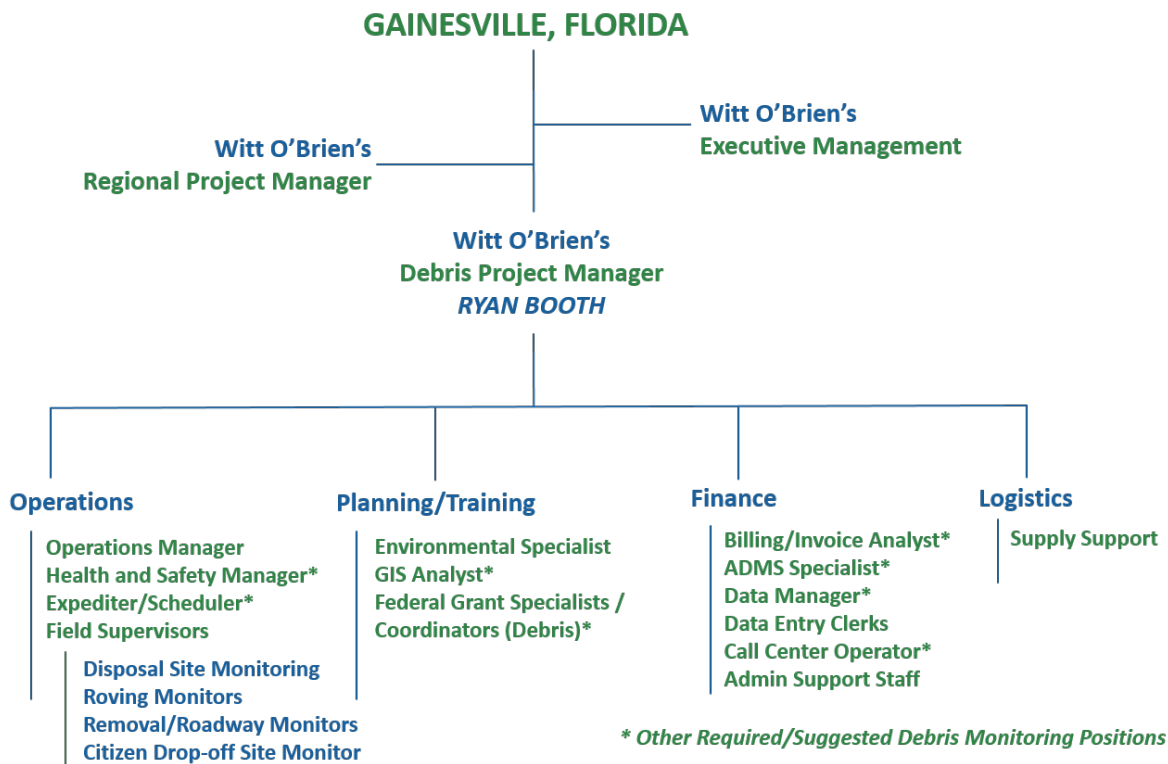 GAINESVILLE, FLORIDA
Witt O’Brien’s
Executive Management
Witt O’Brien’s
Regional Project Manager
Witt O’Brien’s
Debris Project Manager
RYAN BOOTH
Operations
Operations Manager
Health and Safety Manager*
Expediter/Scheduler*
Field Supervisors
Disposal Site Monitoring
Roving Monitors
Removal/Roadway Monitors
Citizen Drop-off Site Monitor
Planning/Training
Environmental Specialist
GIS Analyst*
Federal Grant Specialists /
Coordinators (Debris)*
Finance
Billing/Invoice Analyst*
ADMS Specialist*
Data Manager*
Data Entry Clerks
Call Center Operator*
Admin Support Staff
Logistics
Supply Support
* Other Required/Suggested Debris Monitoring Positions